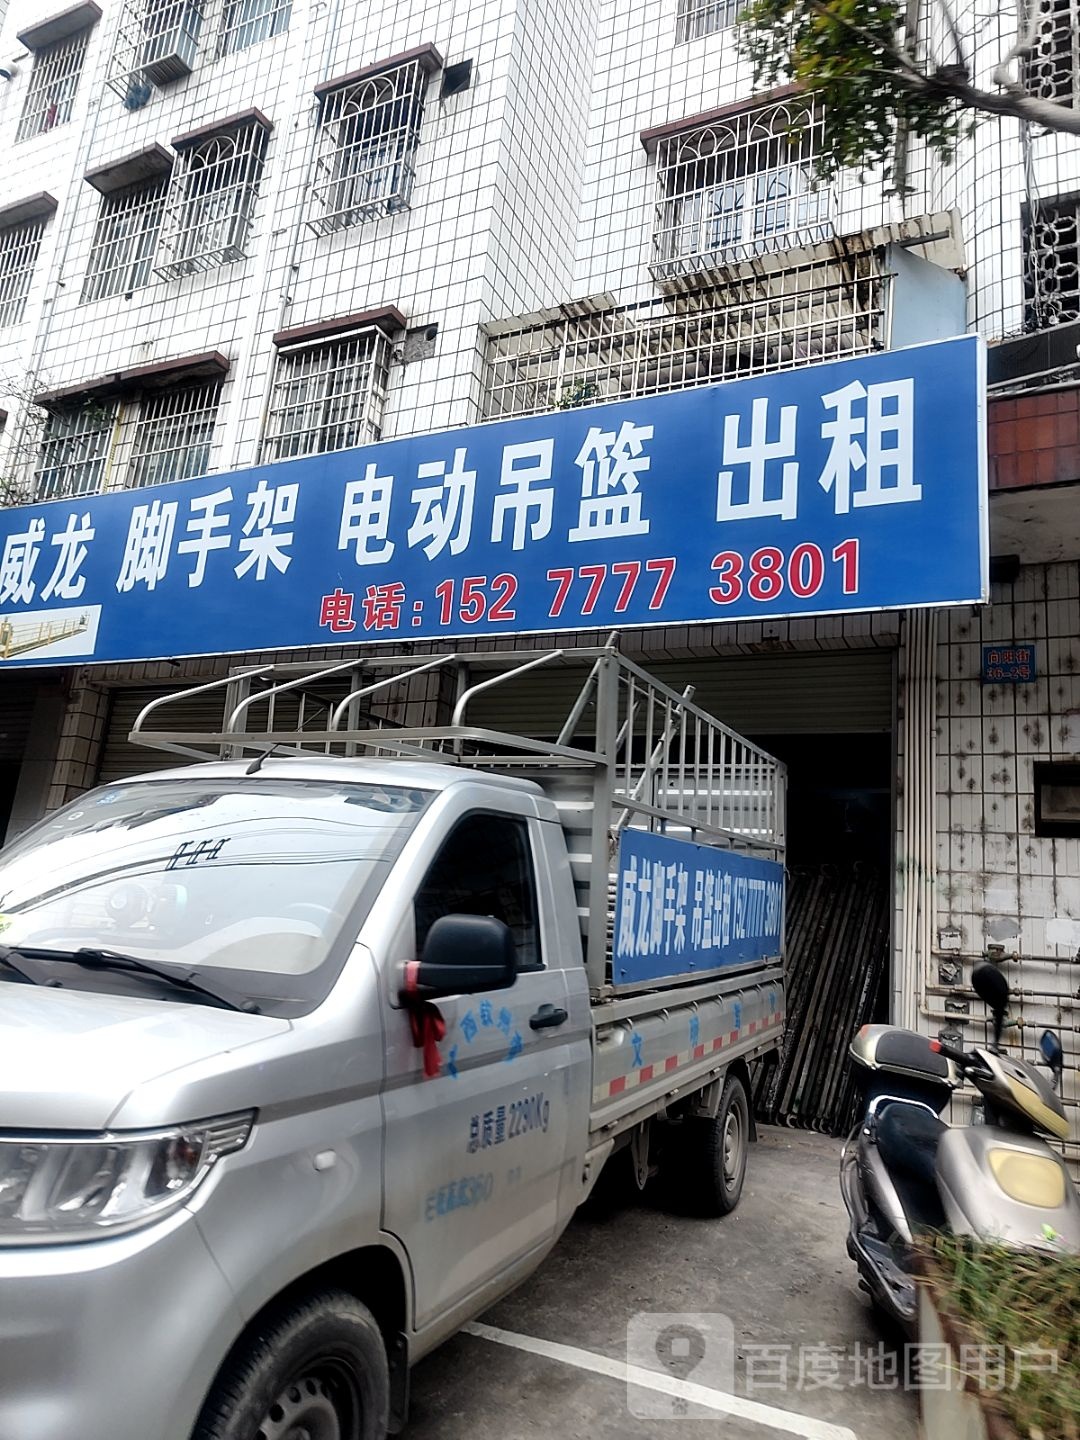 威龙 脚手架 电动吊篮 出租
电话:152 7777 3801
向阳街
36-2号
威龙脚手架 吊篮出租 15277773801
总质量2290Kg
百度地图用户